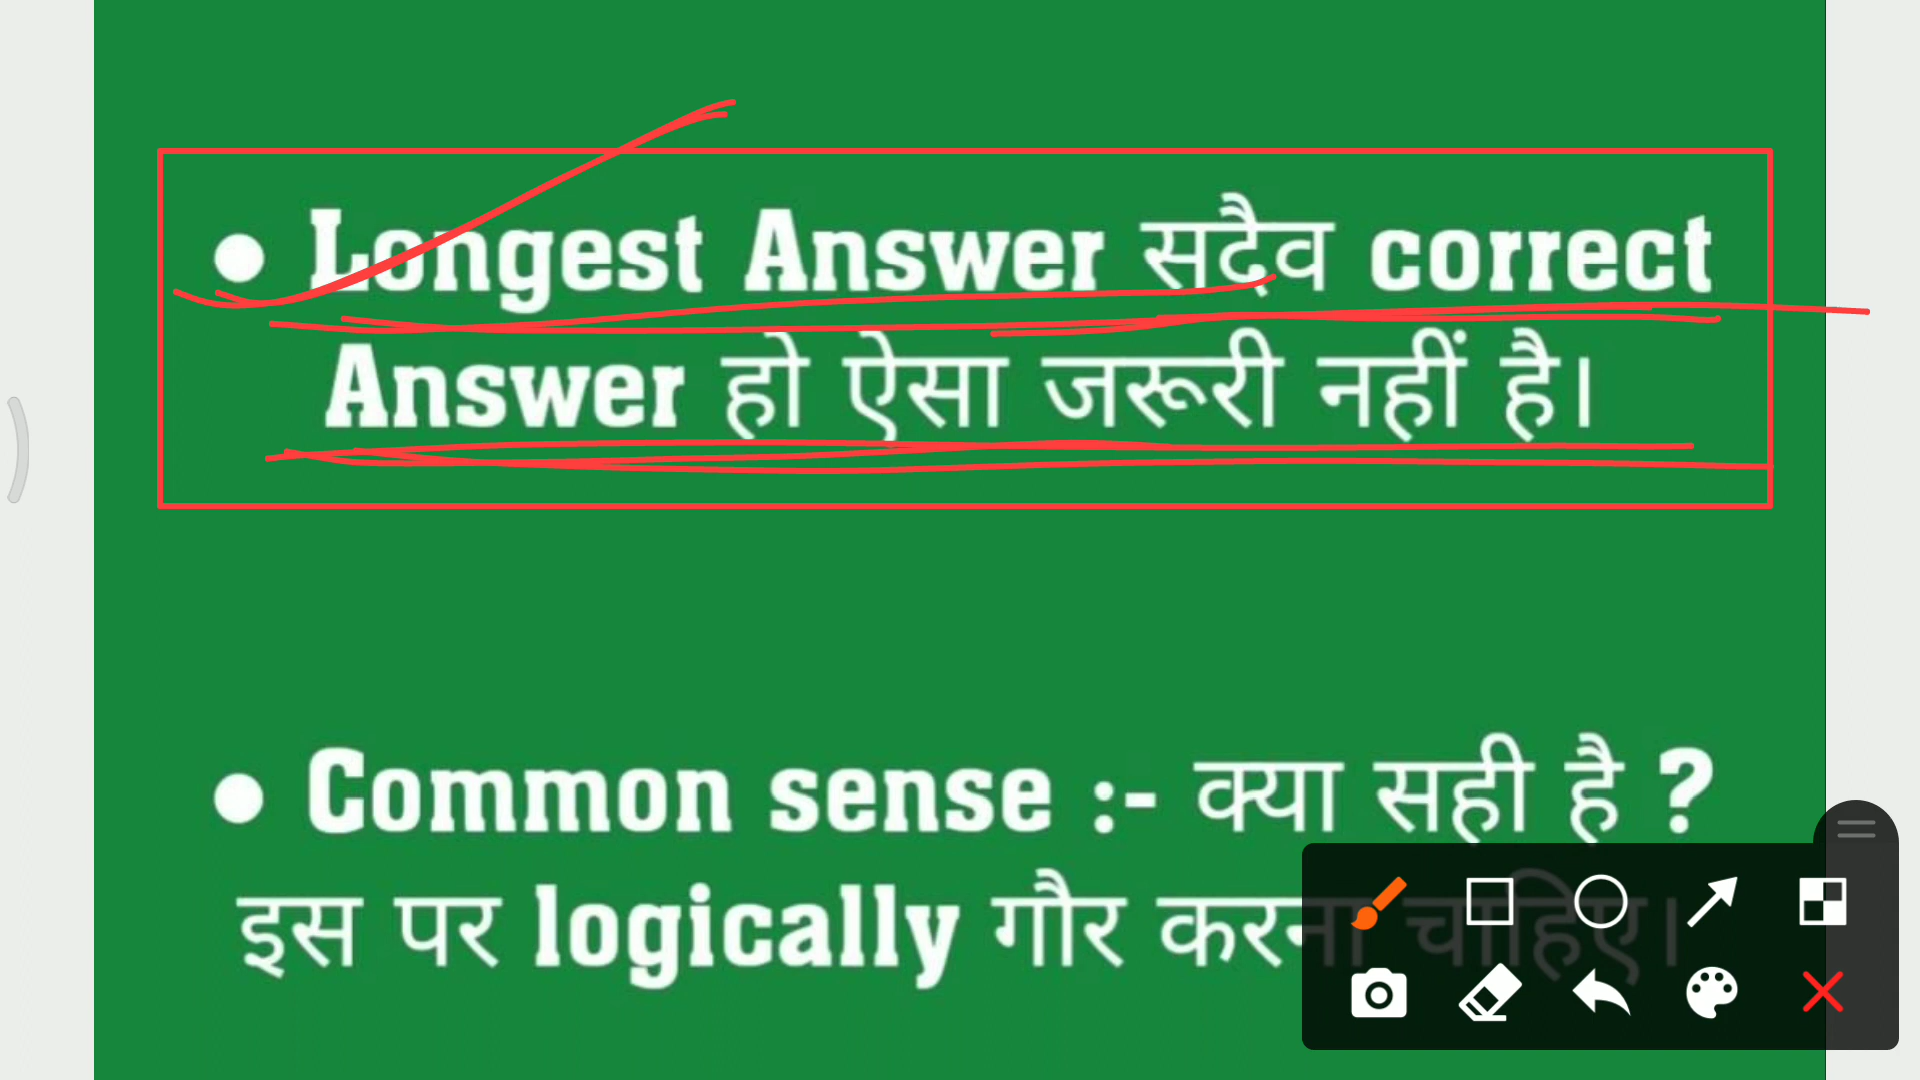 ● Longest Answer सदैव correct
Answer हो ऐसा जरूरी नहीं है।
● Common sense :- क्या सही है ?
इस पर logically गौर करना चाहिए।